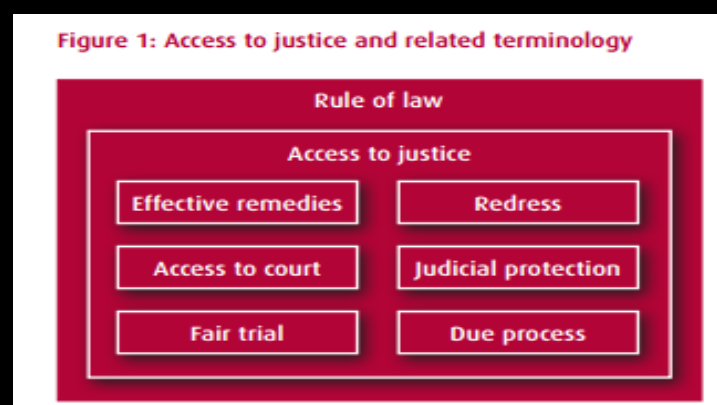 Figure 1: Access to justice and related terminology
Rule of law
Access to justice
Effective remedies
Redress
Access to court
Judicial protection
Fair trial
Due process